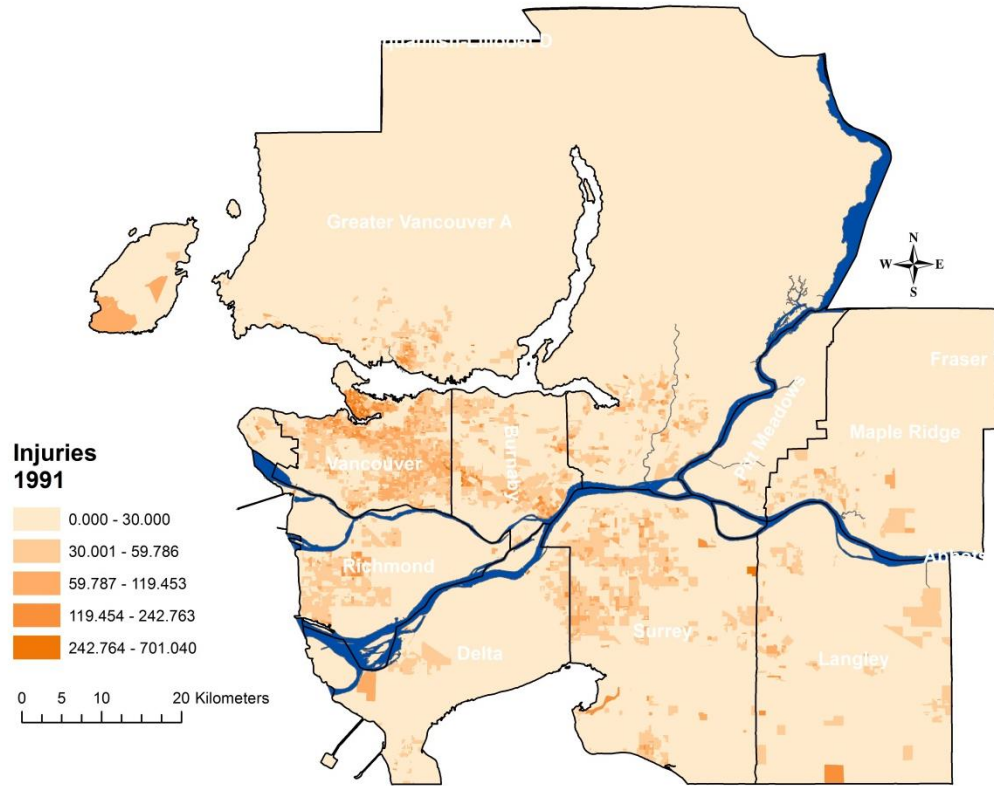 Greater Vancouver A
N
W E
S
Fraser
Maple Ridge
Pitt Meadows
Burnaby
Vancouver
Injuries
1991
0.000 - 30.000
30.001 - 59.786
59.787 - 119.453
119.454 - 242.763
242.764 - 701.040
Richmond
Surrey
Delta
Langley
0 5 10 20 Kilometers